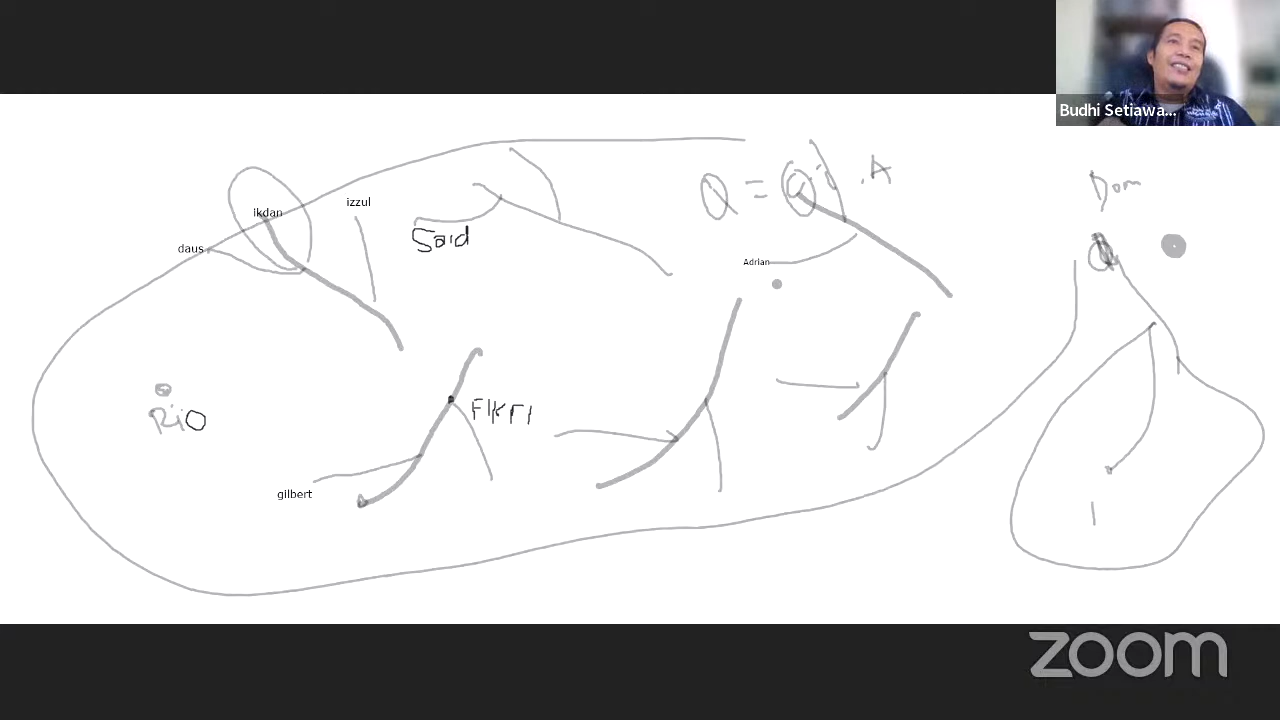 Budhi Setiawa...
Dom
izzul
ikdan
daus
Said
Adrian
RiO
FIKrI
gilbert
zoom